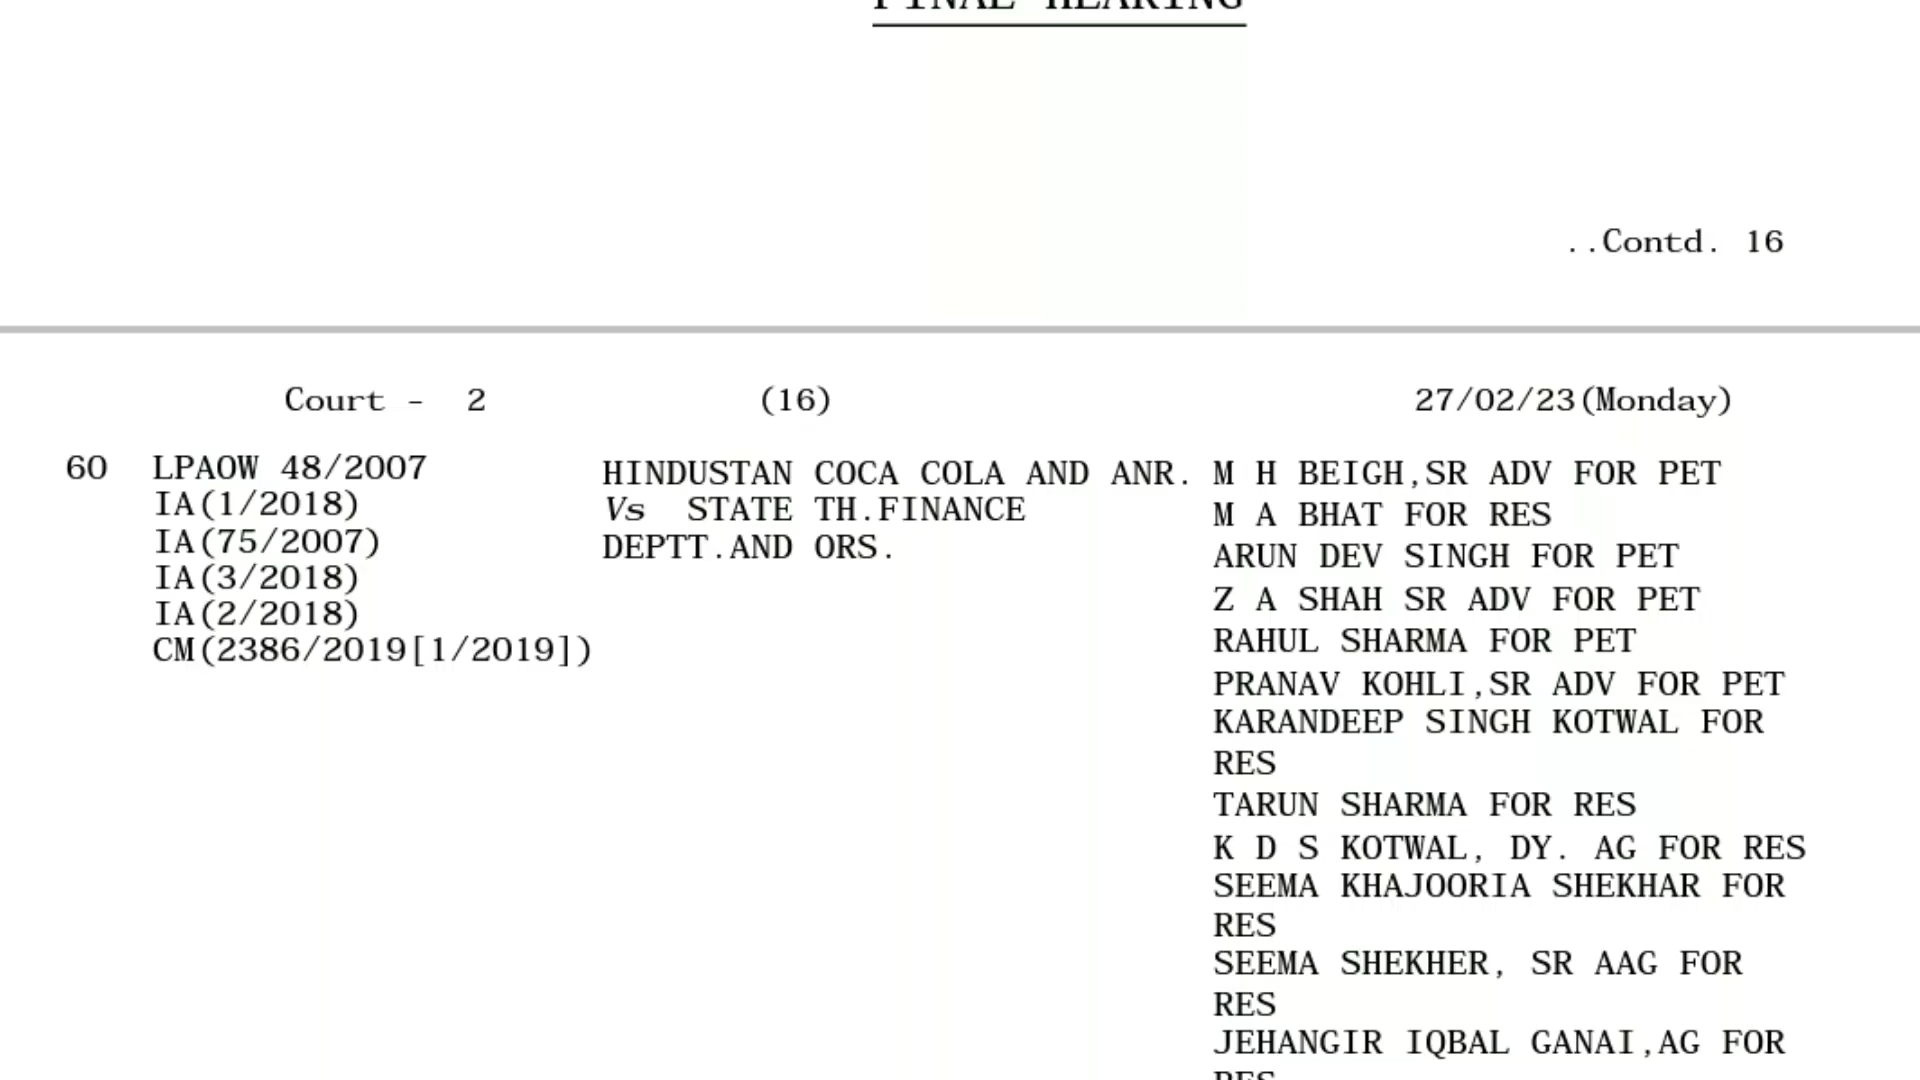 FINAL HEARING
..Contd. 16
Court - 2 (16) 27/02/23(Monday)
60 LPAOW 48/2007 HINDUSTAN COCA COLA AND ANR. M H BEIGH,SR ADV FOR PET
IA(1/2018) Vs STATE TH.FINANCE M A BHAT FOR RES
IA(75/2007) DEPTT.AND ORS. ARUN DEV SINGH FOR PET
IA(3/2018) Z A SHAH SR ADV FOR PET
IA(2/2018) RAHUL SHARMA FOR PET
CM(2386/2019[1/2019]) PRANAV KOHLI,SR ADV FOR PET
KARANDEEP SINGH KOTWAL FOR
RES
TARUN SHARMA FOR RES
K D S KOTWAL, DY. AG FOR RES
SEEMA KHAJOORIA SHEKHAR FOR
RES
SEEMA SHEKHER, SR AAG FOR
RES
JEHANGIR IQBAL GANAI,AG FOR
RES